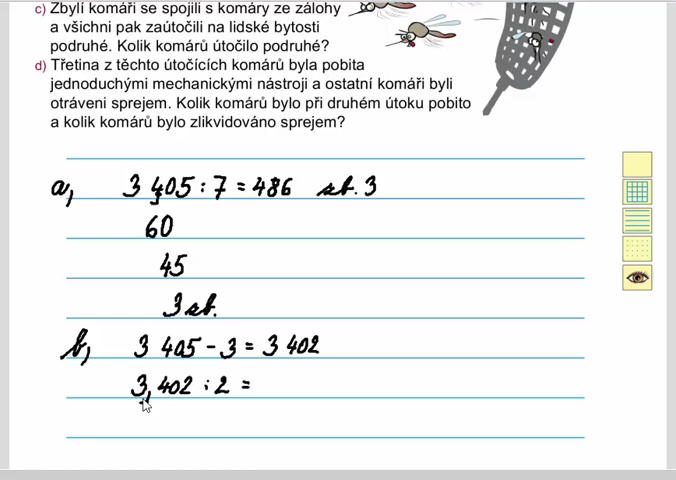 c) Zbylí komáři se spojili s komáry ze zálohy
a všichni pak zaútočili na lidské bytosti
podruhé. Kolik komárů útočilo podruhé?
d) Třetina z těchto útočících komárů byla pobita
jednoduchými mechanickými nástroji a ostatní komáři byli
otráveni sprejem. Kolik komárů bylo při druhém útoku pobito
a kolik komárů bylo zlikvidováno sprejem?
a, 3 405 : 7 = 486 zb. 3
60
45
3 zb.
b, 3 405 - 3 = 3 402
3,402 : 2 =